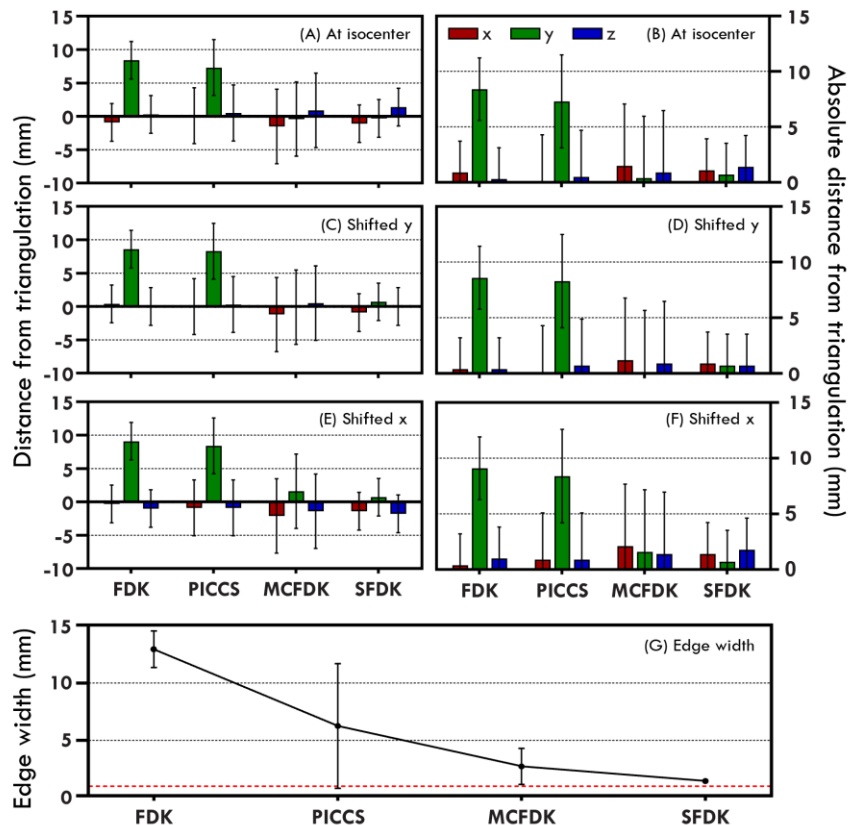 (A) At isocenter
15
10
5
0
-5
-10
x y z (B) At isocenter
15
10
5
0
(C) Shifted y
15
10
5
0
-5
-10
(D) Shifted y
15
10
5
0
(E) Shifted x
15
10
5
0
-5
-10
FDK PICCS MCFDK SFDK
(F) Shifted x
15
10
5
0
FDK PICCS MCFDK SFDK
Distance from triangulation (mm)
Absolute distance from triangulation (mm)
(G) Edge width
15
10
5
0
Edge width (mm)
FDK PICCS MCFDK SFDK